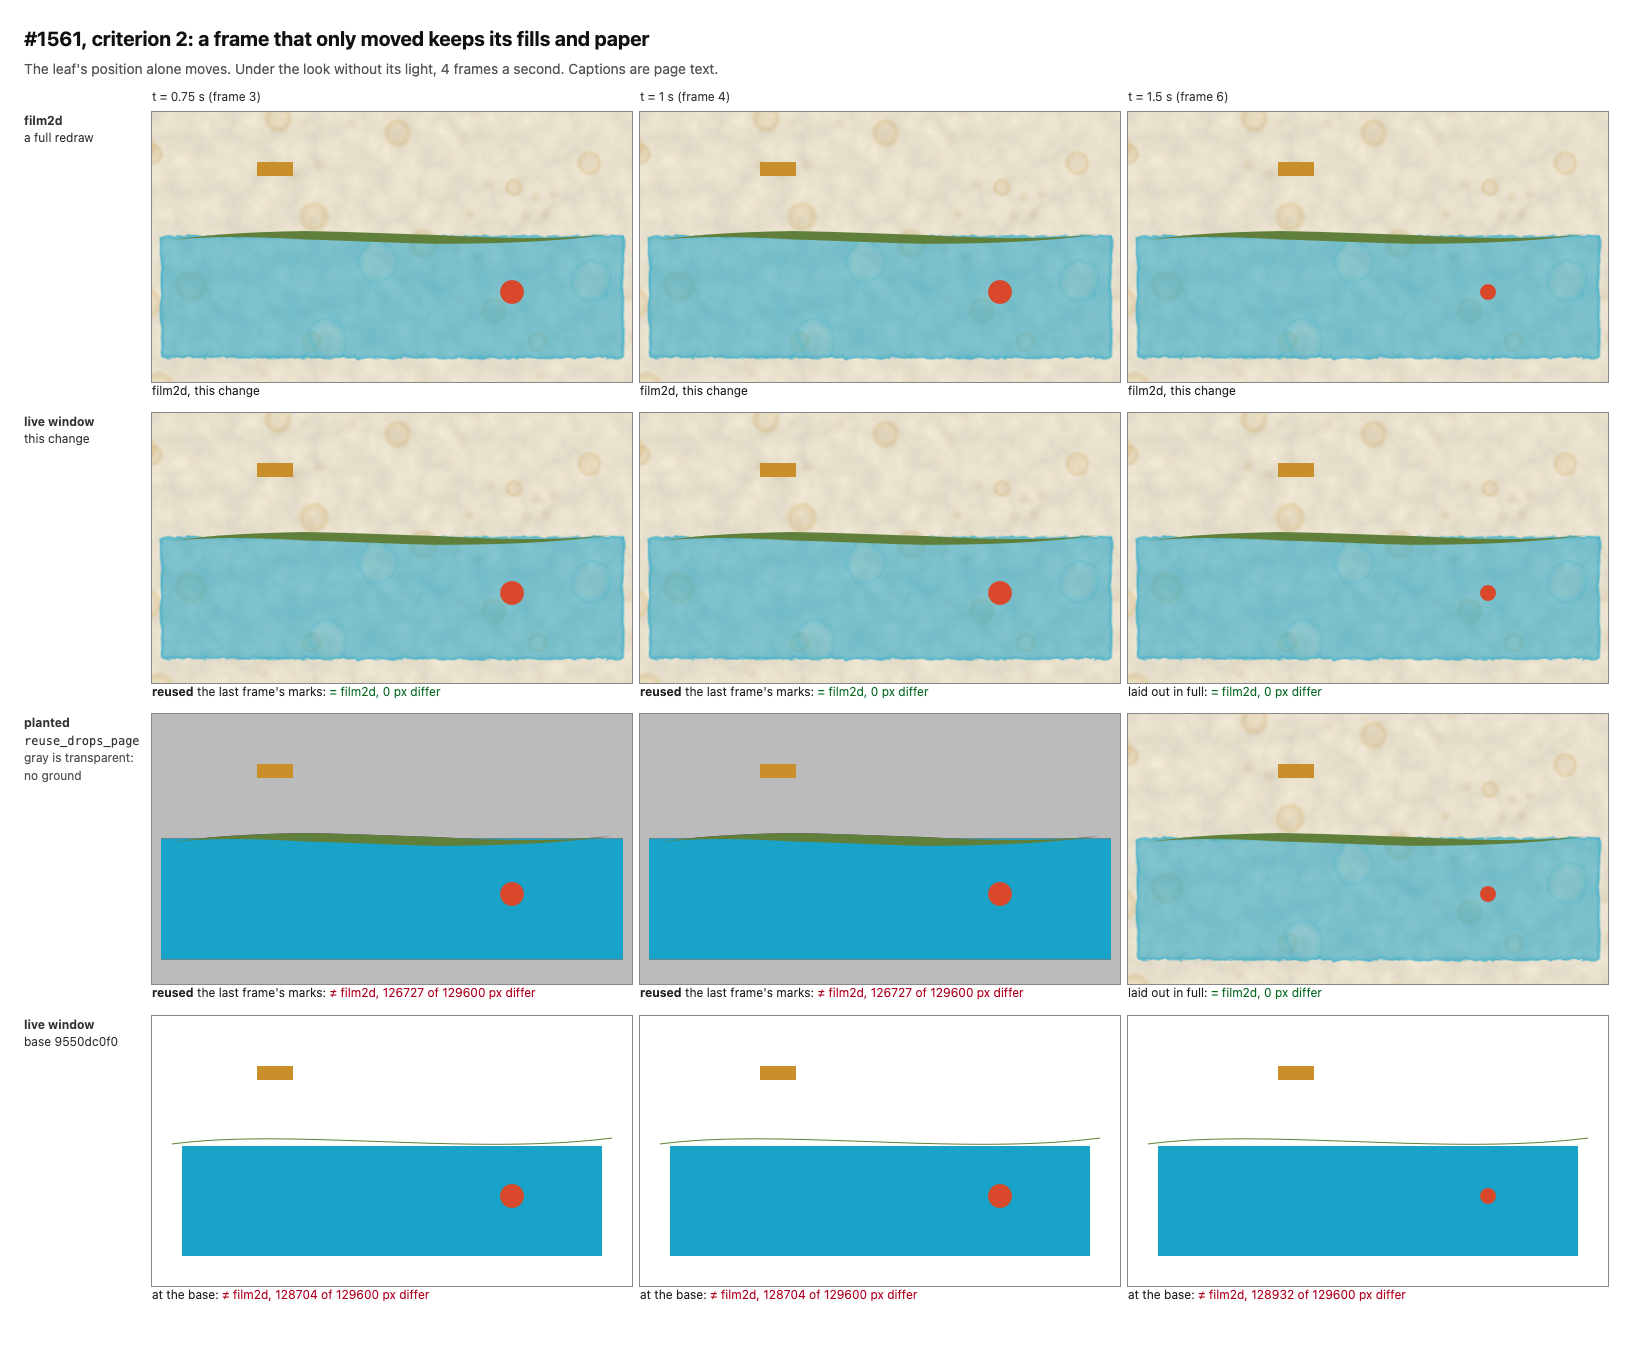 #1561, criterion 2: a frame that only moved keeps its fills and paper
The leaf's position alone moves. Under the look without its light, 4 frames a second. Captions are page text.
t = 0.75 s (frame 3)
t = 1 s (frame 4)
t = 1.5 s (frame 6)
film2d
a full redraw
film2d, this change
film2d, this change
film2d, this change
live window
this change
reused the last frame's marks: = film2d, 0 px differ
reused the last frame's marks: = film2d, 0 px differ
laid out in full: = film2d, 0 px differ
planted
reuse_drops_page
gray is transparent:
no ground
reused the last frame's marks: ≠ film2d, 126727 of 129600 px differ
reused the last frame's marks: ≠ film2d, 126727 of 129600 px differ
laid out in full: = film2d, 0 px differ
live window
base 9550dc0f0
at the base: ≠ film2d, 128704 of 129600 px differ
at the base: ≠ film2d, 128704 of 129600 px differ
at the base: ≠ film2d, 128932 of 129600 px differ